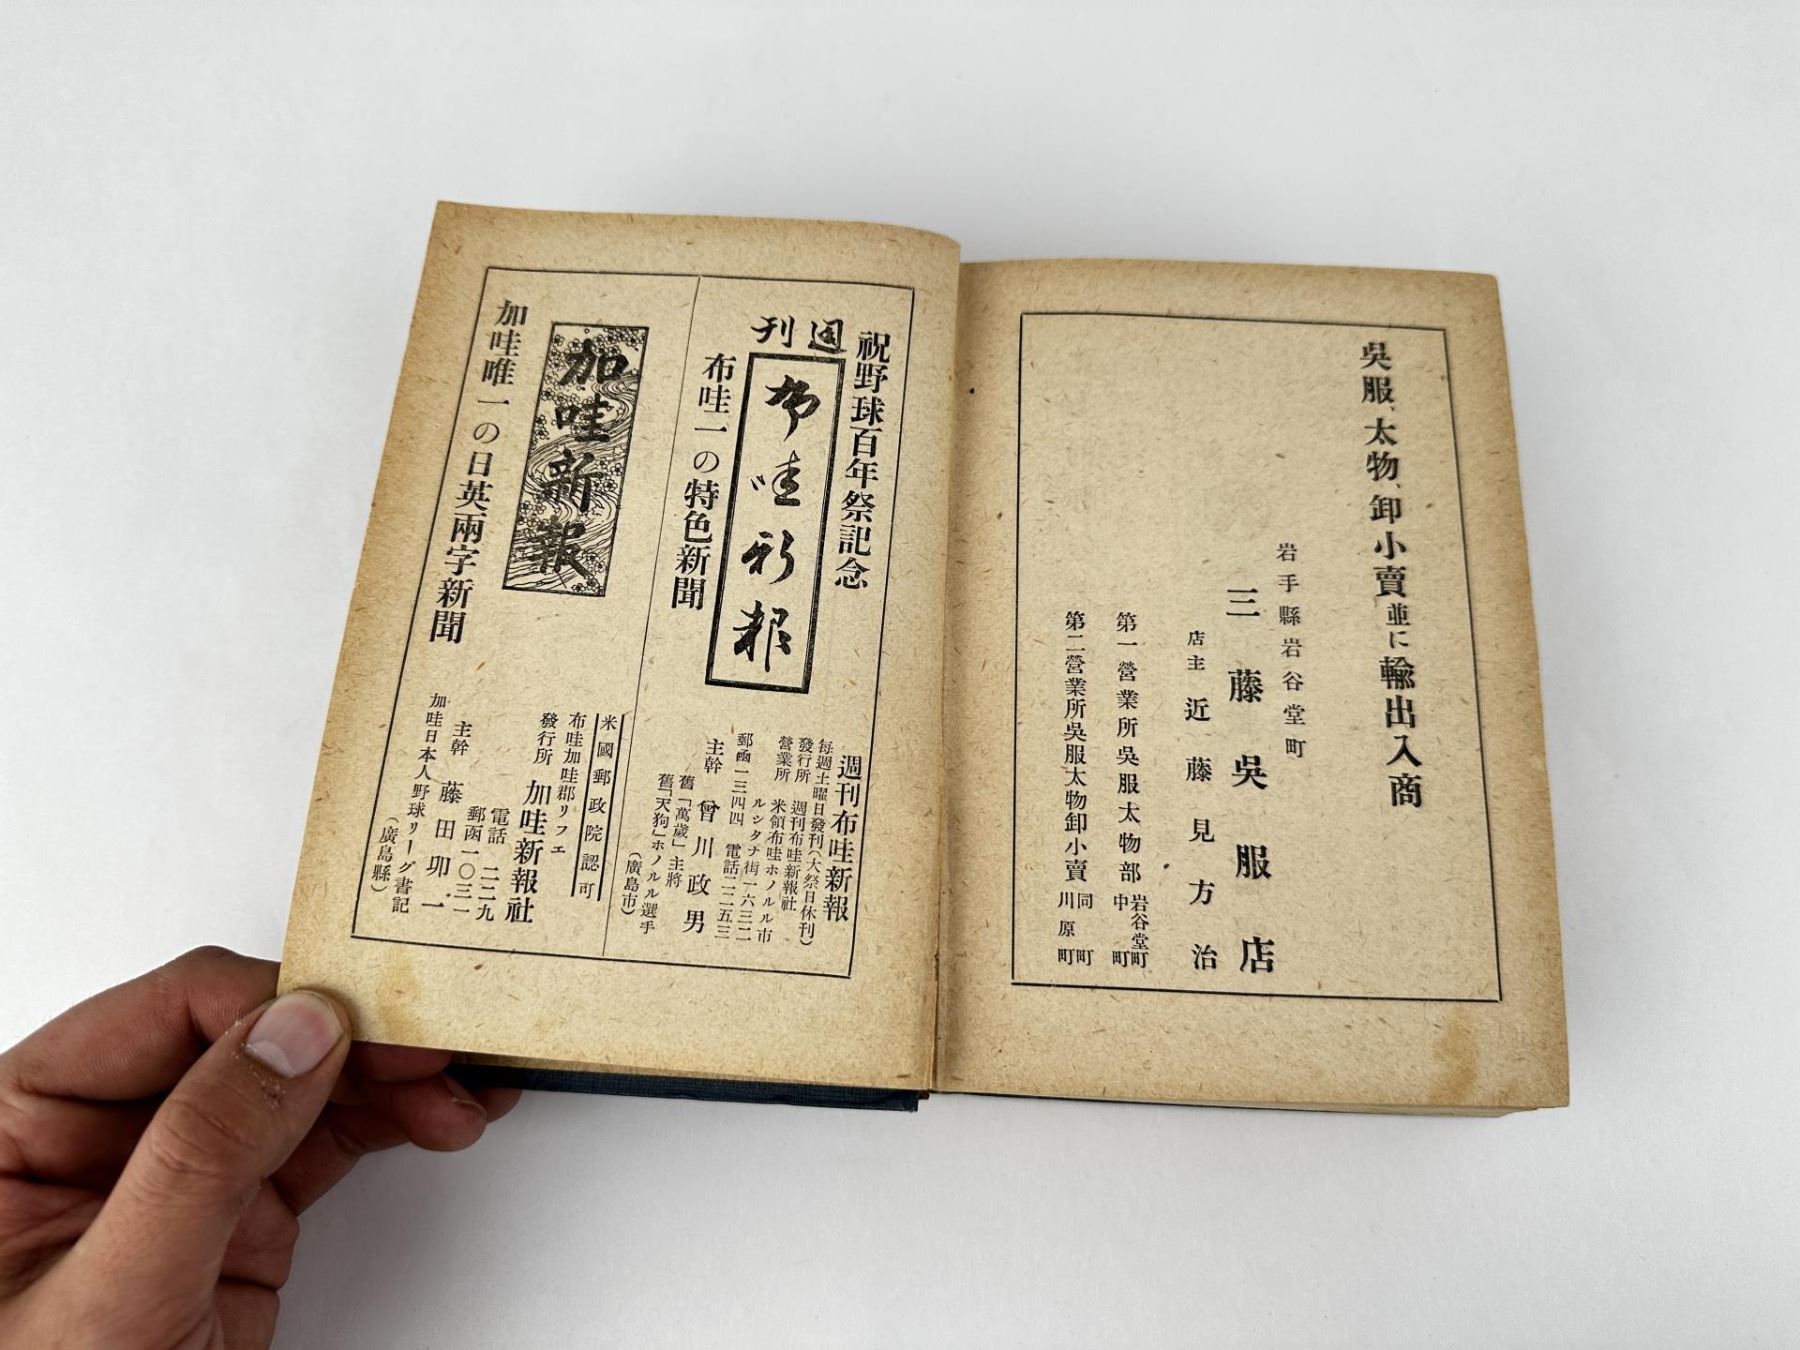 呉服、太物、卸小賣並に輸出入商
岩手縣岩谷堂町
三藤呉服店
店主 近藤見方治
第一營業所呉服太物部 岩谷堂町中町
第二營業所呉服太物卸小賣 同町川原町
祝野球百年祭記念
週刊
布哇新報
布哇一の特色新聞
週刊布哇新報
每週土曜日發刊(大祭日休刊)
發行所 週刊布哇新報社
營業所 米領布哇ホノルル市
ルシタナ街一六三二
郵函一三四四 電話二二五三
主幹 曾川政男
舊「萬歲」主將
舊「天狗」ホノルル選手
(廣島市)
加哇新報
加哇唯一の日英兩字新聞
米國郵政院認可
布哇加哇郡リフエ
發行所 加哇新報社
電話 二二九
郵函一〇三一
主幹 藤田卯一
加哇日本人野球リーグ書記
(廣島縣)